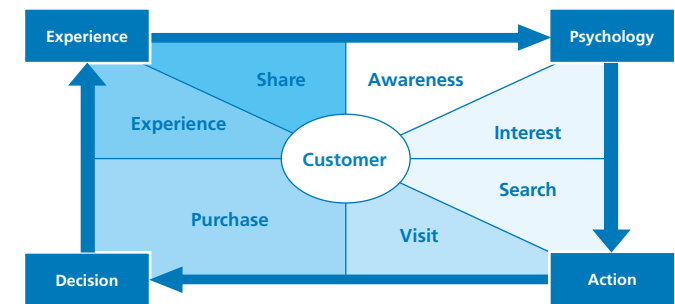 Experience
Psychology
Share
Awareness
Experience
Interest
Customer
Search
Purchase
Visit
Decision
Action